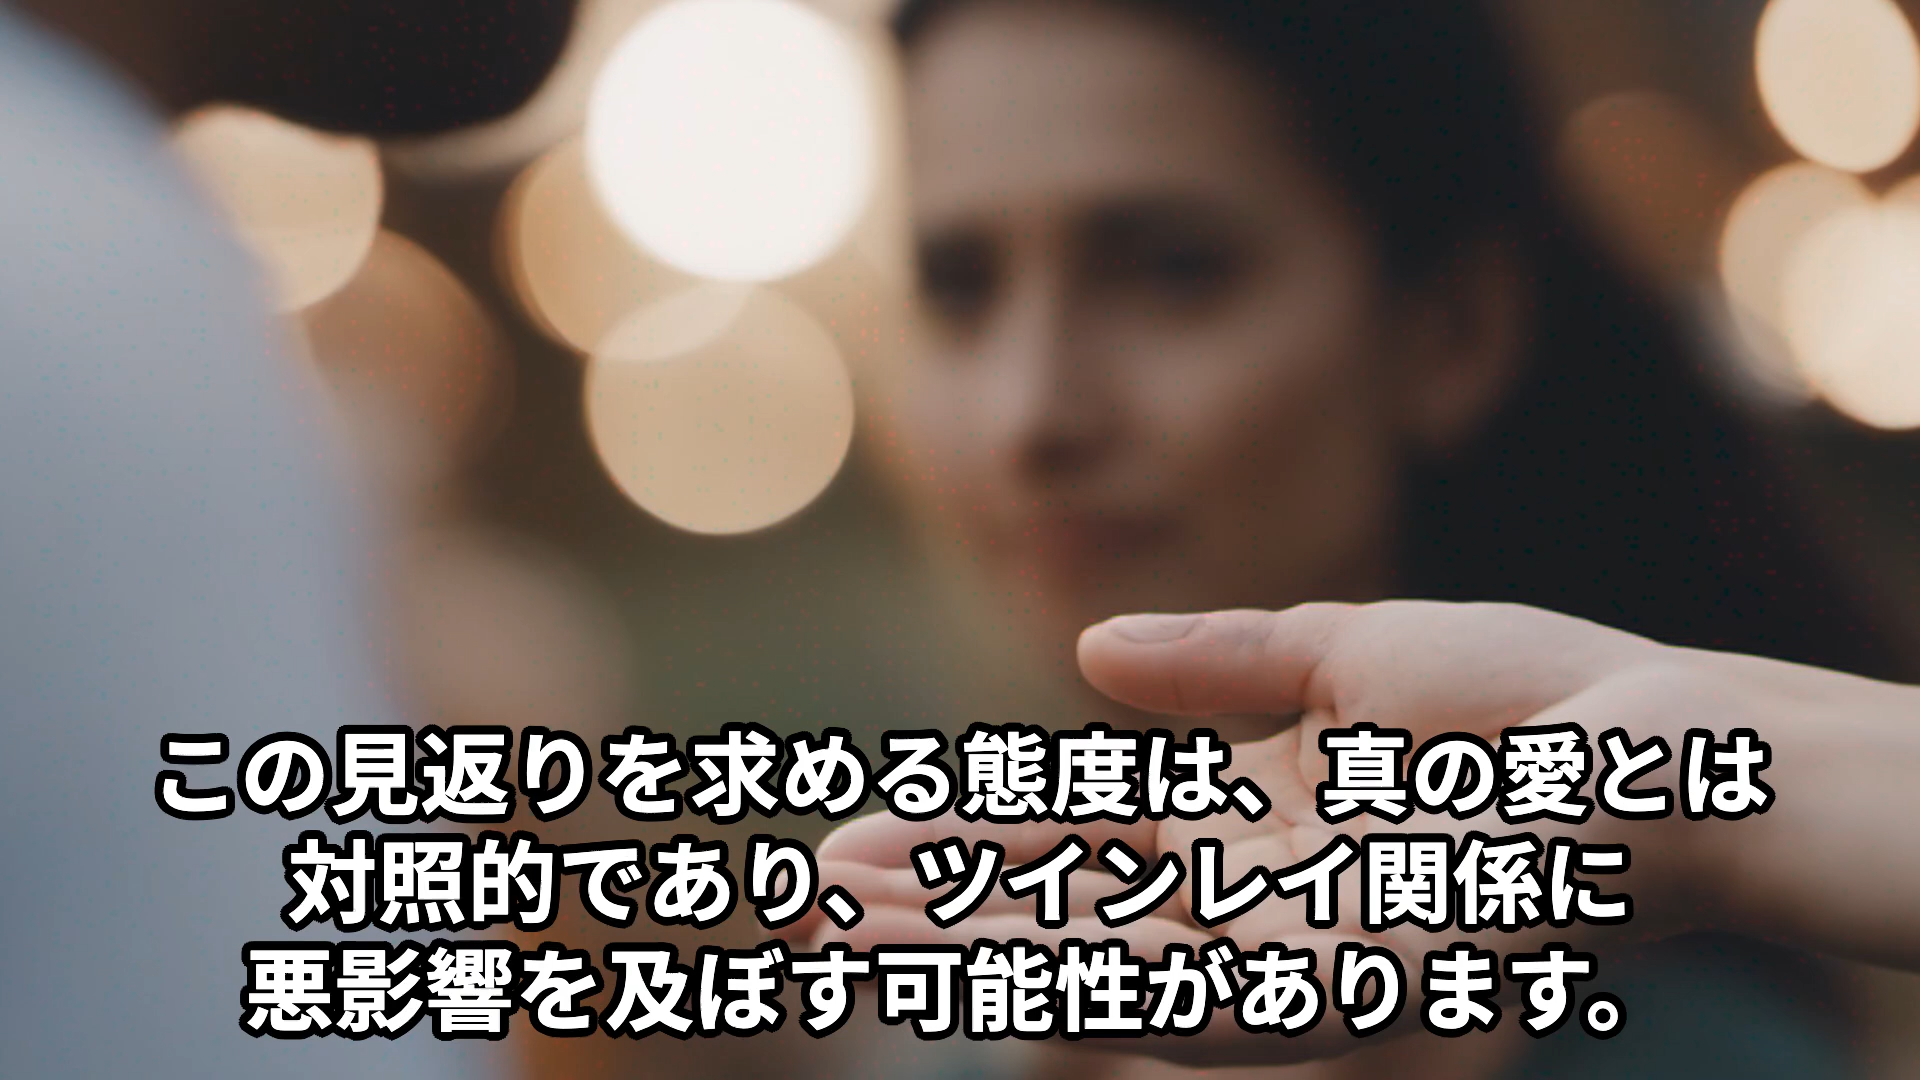 この見返りを求める態度は、真の愛とは
対照的であり、ツインレイ関係に
悪影響を及ぼす可能性があります。